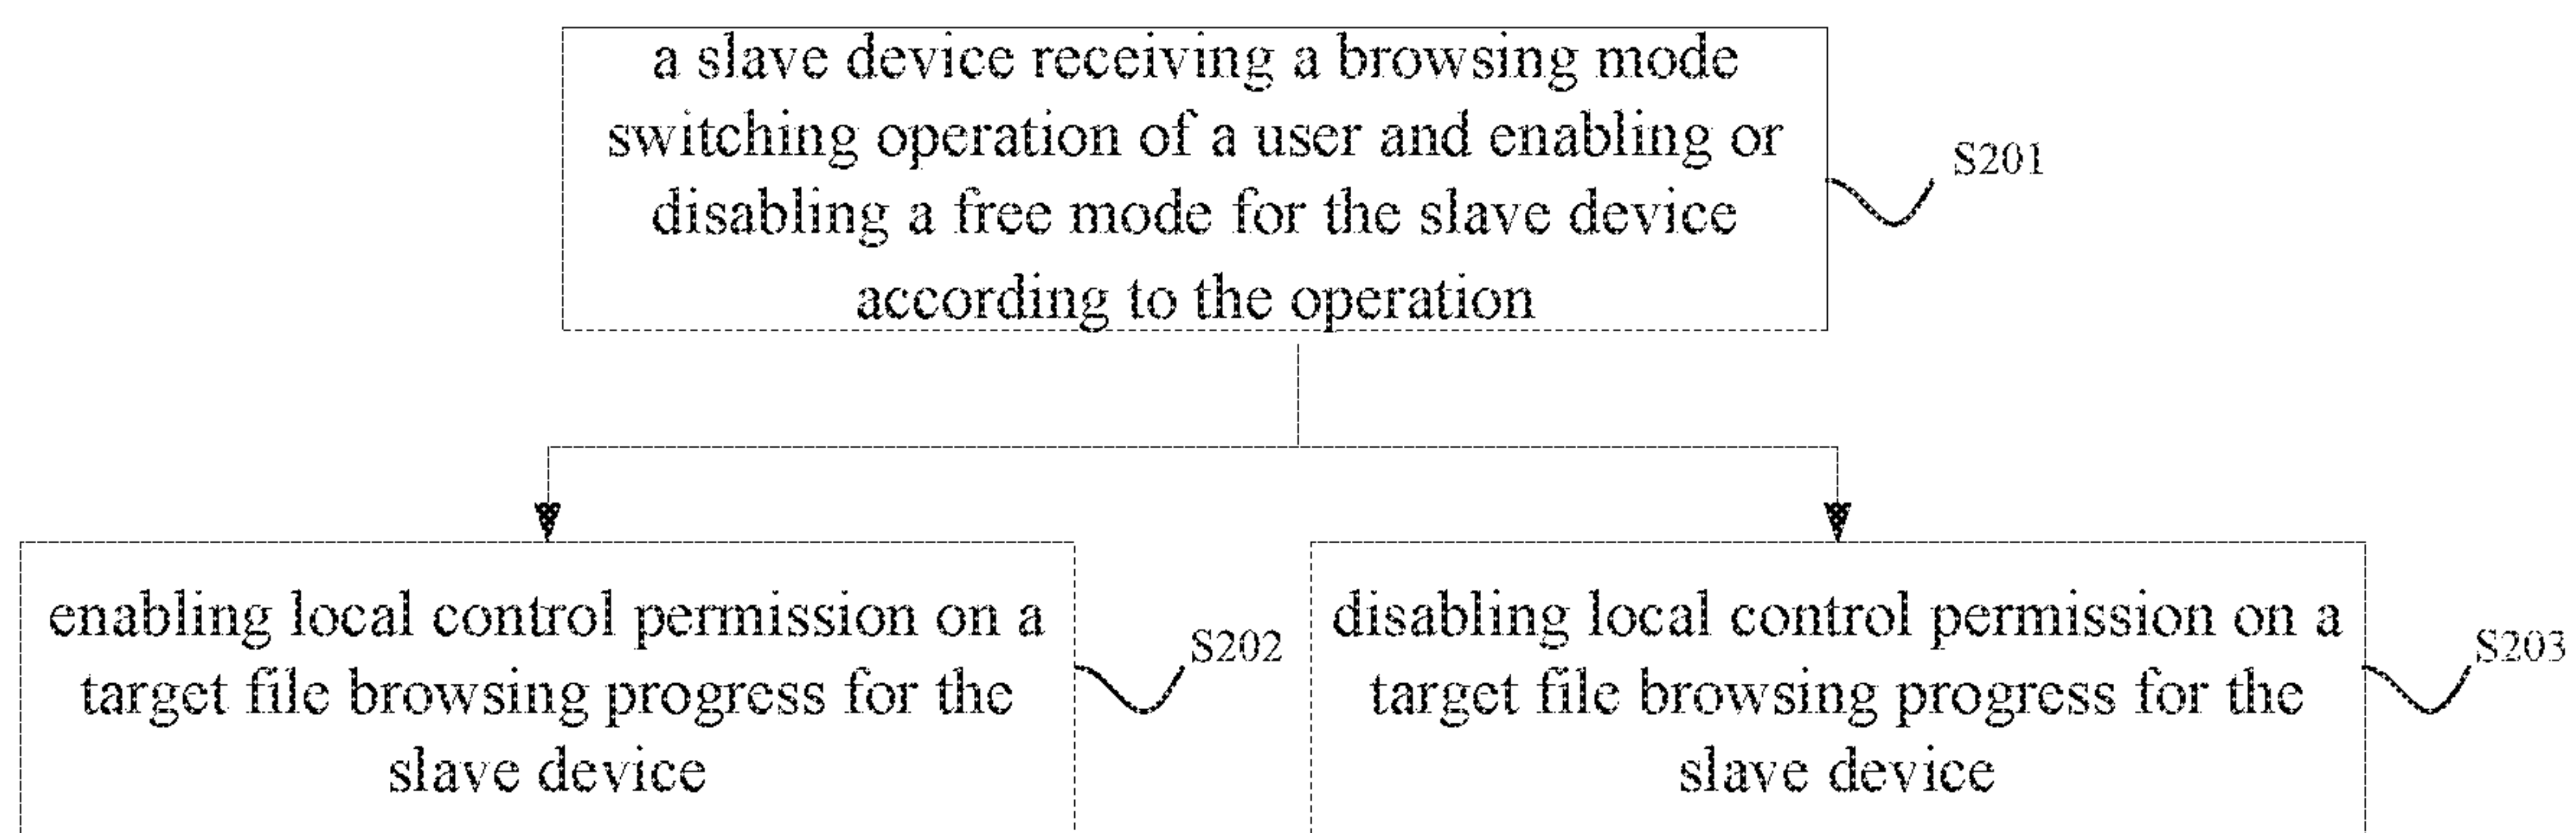 a slave device receiving a browsing mode
switching operation of a user and enabling or
disabling a free mode for the slave device
according to the operation
S201
enabling local control permission on a
target file browsing progress for the
slave device
S202
disabling local control permission on a
target file browsing progress for the
slave device
S203